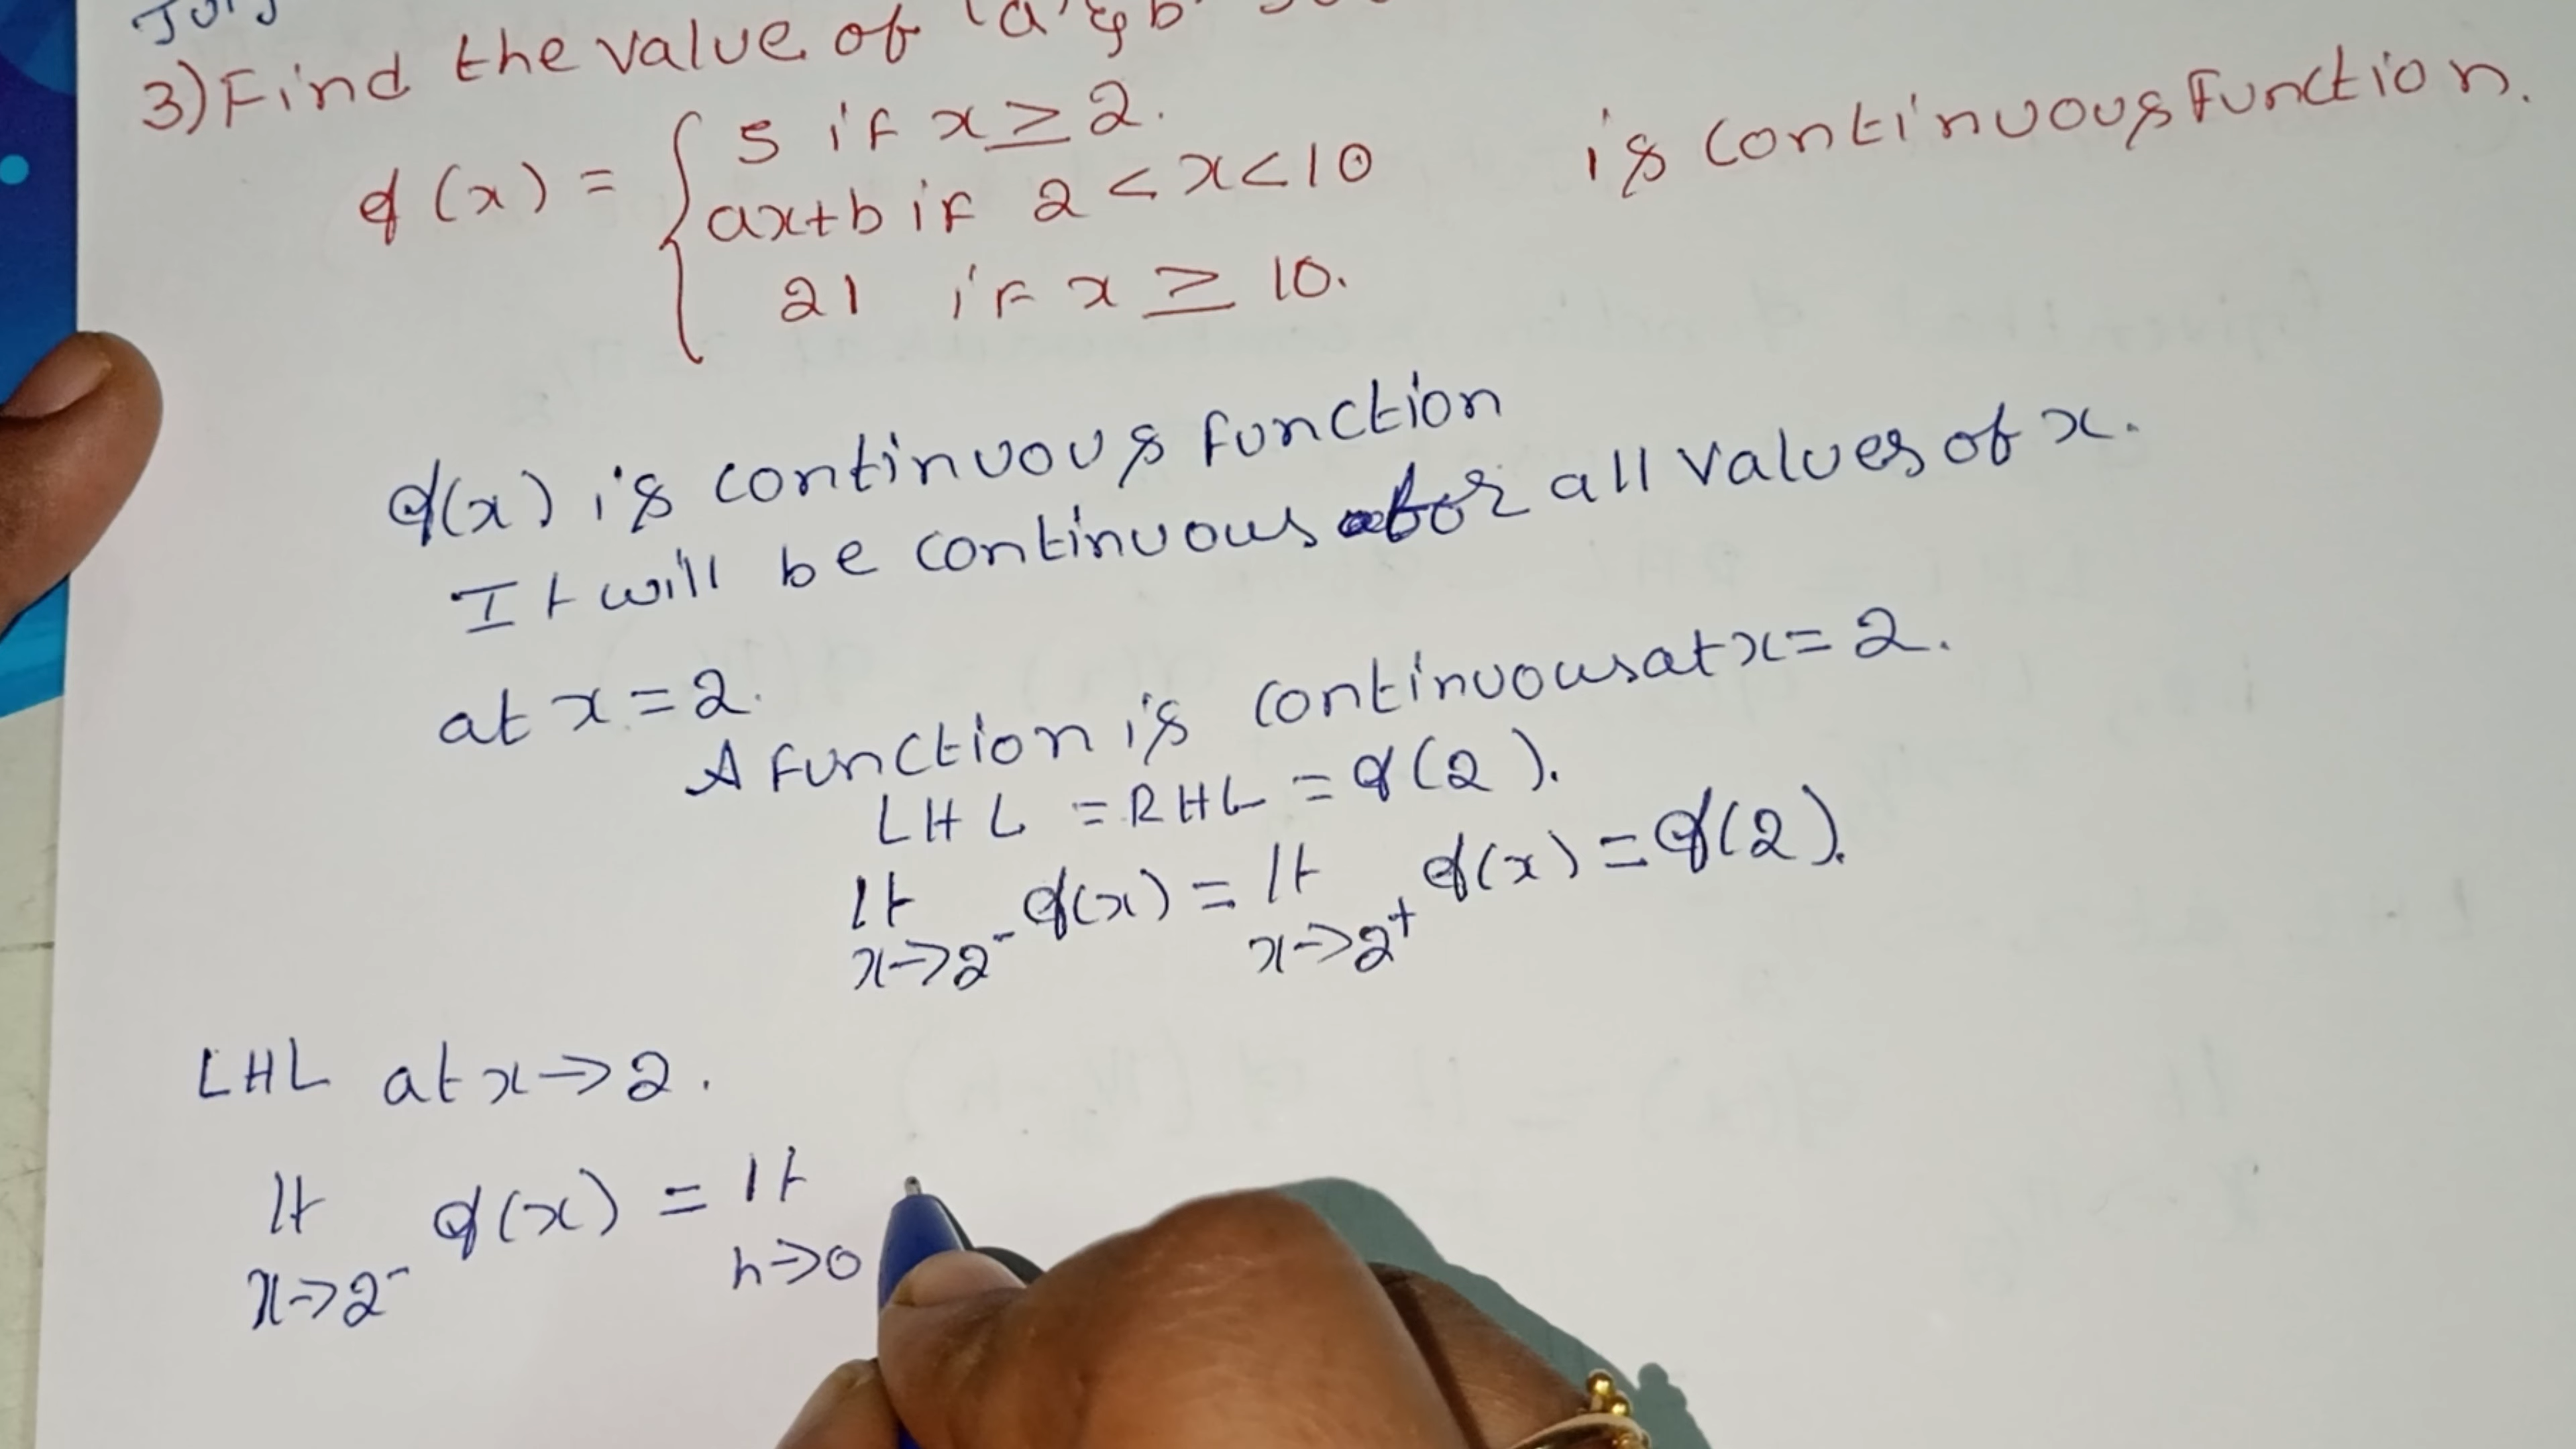 3) Find the value of 'a' & b
f(x) = { 5 if x ≥ 2.
ax+b if 2 < x < 10 is continuous function.
21 if x ≥ 10.
f(x) is continuous function
It will be continuous for all values of x.
at x = 2.
A function is continuous at x = 2.
LHL = RHL = f(2).
lt f(x) = lt f(x) = f(2).
x→2⁻ x→2⁺
LHL at x→2.
lt f(x) = lt
x→2⁻ h→0